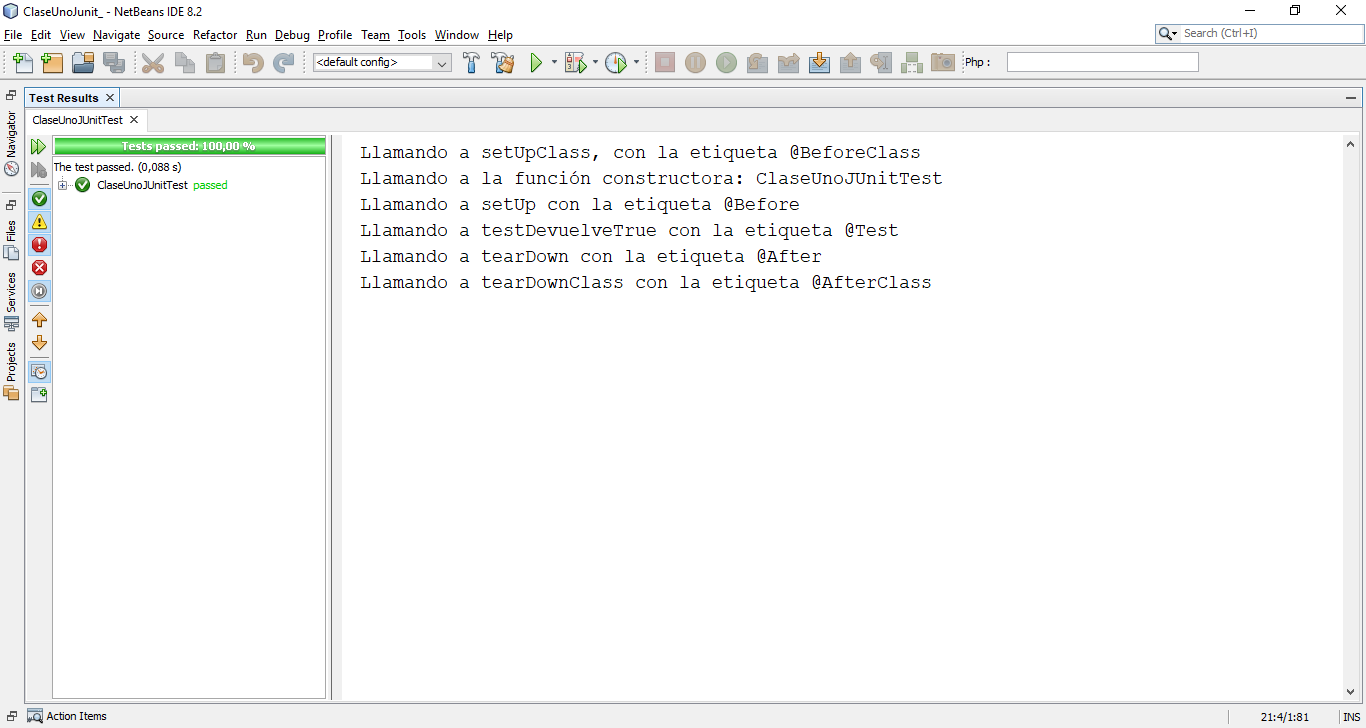 ClaseUnoJunit_ - NetBeans IDE 8.2
File Edit View Navigate Source Refactor Run Debug Profile Team Tools Window Help
Search (Ctrl+I)
<default config>
Php :
Test Results
ClaseUnoJUnitTest
Navigator
Files
Services
Projects
Tests passed: 100,00 %
The test passed. (0,088 s)
ClaseUnoJUnitTest passed
Llamando a setUpClass, con la etiqueta @BeforeClass
Llamando a la función constructora: ClaseUnoJUnitTest
Llamando a setUp con la etiqueta @Before
Llamando a testDevuelveTrue con la etiqueta @Test
Llamando a tearDown con la etiqueta @After
Llamando a tearDownClass con la etiqueta @AfterClass
Action Items
21:4/1:81
INS